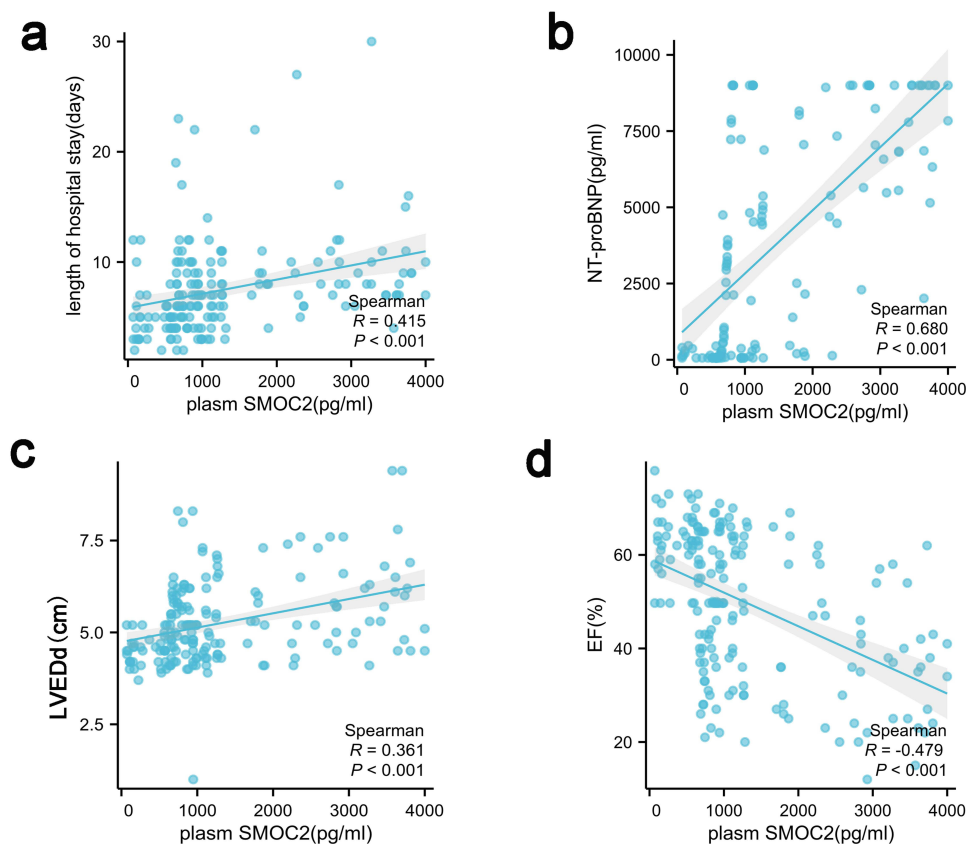 a
30
20
10
length of hospital stay(days)
Spearman
R = 0.415
P < 0.001
0 1000 2000 3000 4000
plasm SMOC2(pg/ml)
b
10000
7500
5000
2500
0
NT-proBNP(pg/ml)
Spearman
R = 0.680
P < 0.001
0 1000 2000 3000 4000
plasm SMOC2(pg/ml)
c
7.5
5.0
2.5
LVEDd (cm)
Spearman
R = 0.361
P < 0.001
0 1000 2000 3000 4000
plasm SMOC2(pg/ml)
d
60
40
20
EF(%)
Spearman
R = -0.479
P < 0.001
0 1000 2000 3000 4000
plasm SMOC2(pg/ml)